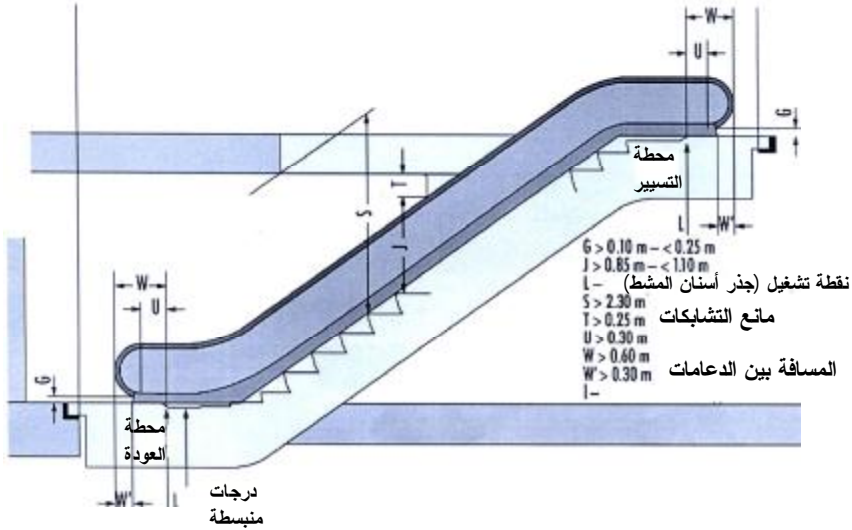 W
U
G
محطة
التسيير
T
S
J
L
W'
G > 0.10 m – < 0.25 m
J > 0.85 m – < 1.10 m
L – نقطة تشغيل (جذر أسنان المشط)
S > 2.30 m
T > 0.25 m مانع التشابكات
U > 0.30 m
W > 0.60 m
W' > 0.30 m المسافة بين الدعامات
I –
W
U
G
محطة
العودة
W'
L
درجات
منبسطة